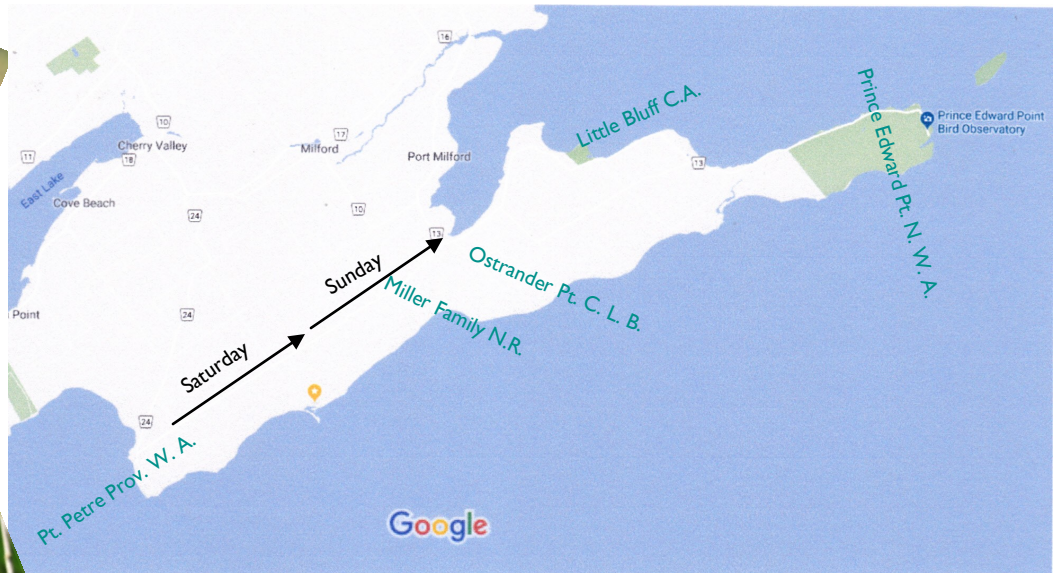 16
Little Bluff C.A.
Prince Edward Pt. N. W. A.
Prince Edward Point
Bird Observatory
10
17
Cherry Valley
Milford
Port Milford
11
18
13
East Lake
Cove Beach
10
24
13
Ostrander Pt. C. L. B.
Sunday
Miller Family N.R.
Point
24
Saturday
24
Pt. Petre Prov. W. A.
Google